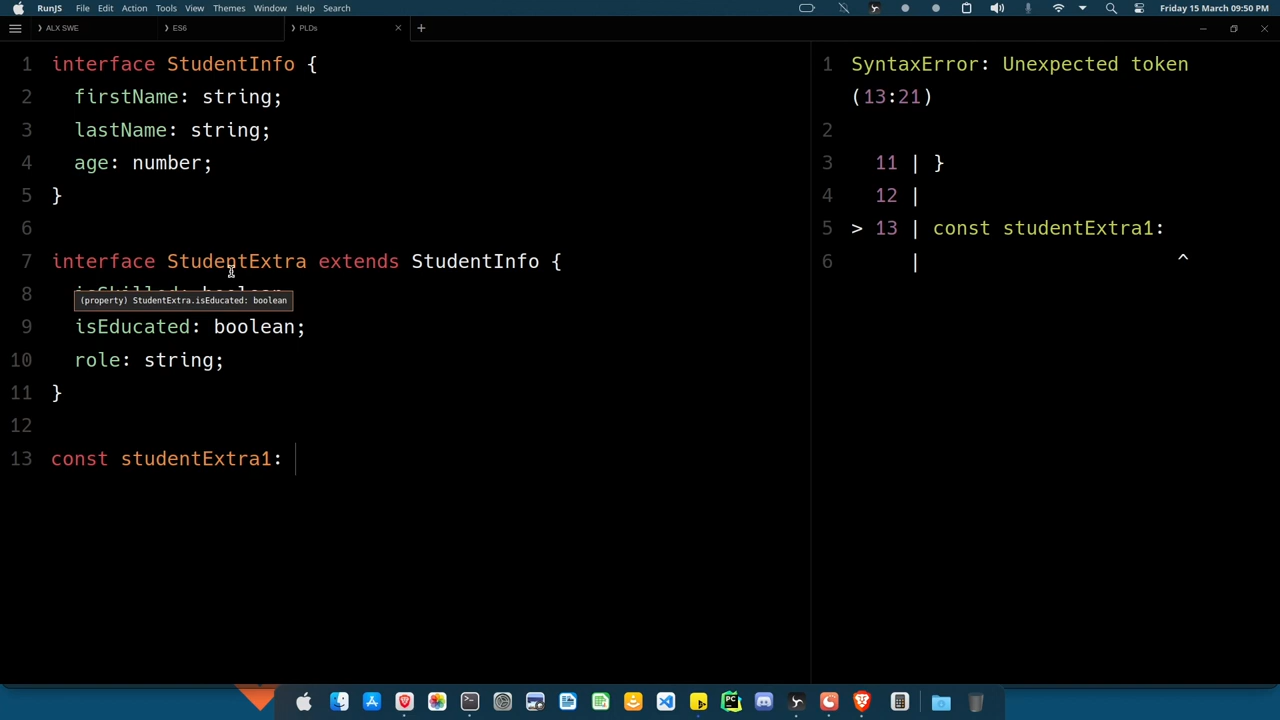 RunJS File Edit Action Tools View Themes Window Help Search Friday 15 March 09:50 PM
❯ ALX SWE ❯ ES6 ❯ PLDs × +
1 interface StudentInfo {
2 firstName: string;
3 lastName: string;
4 age: number;
5 }
6
7 interface StudentExtra extends StudentInfo {
8 isSkilled: boolean
(property) StudentExtra.isEducated: boolean
9 isEducated: boolean;
10 role: string;
11 }
12
13 const studentExtra1:
1 SyntaxError: Unexpected token
(13:21)
2
3 11 | }
4 12 |
5 > 13 | const studentExtra1:
6 | ^
PC